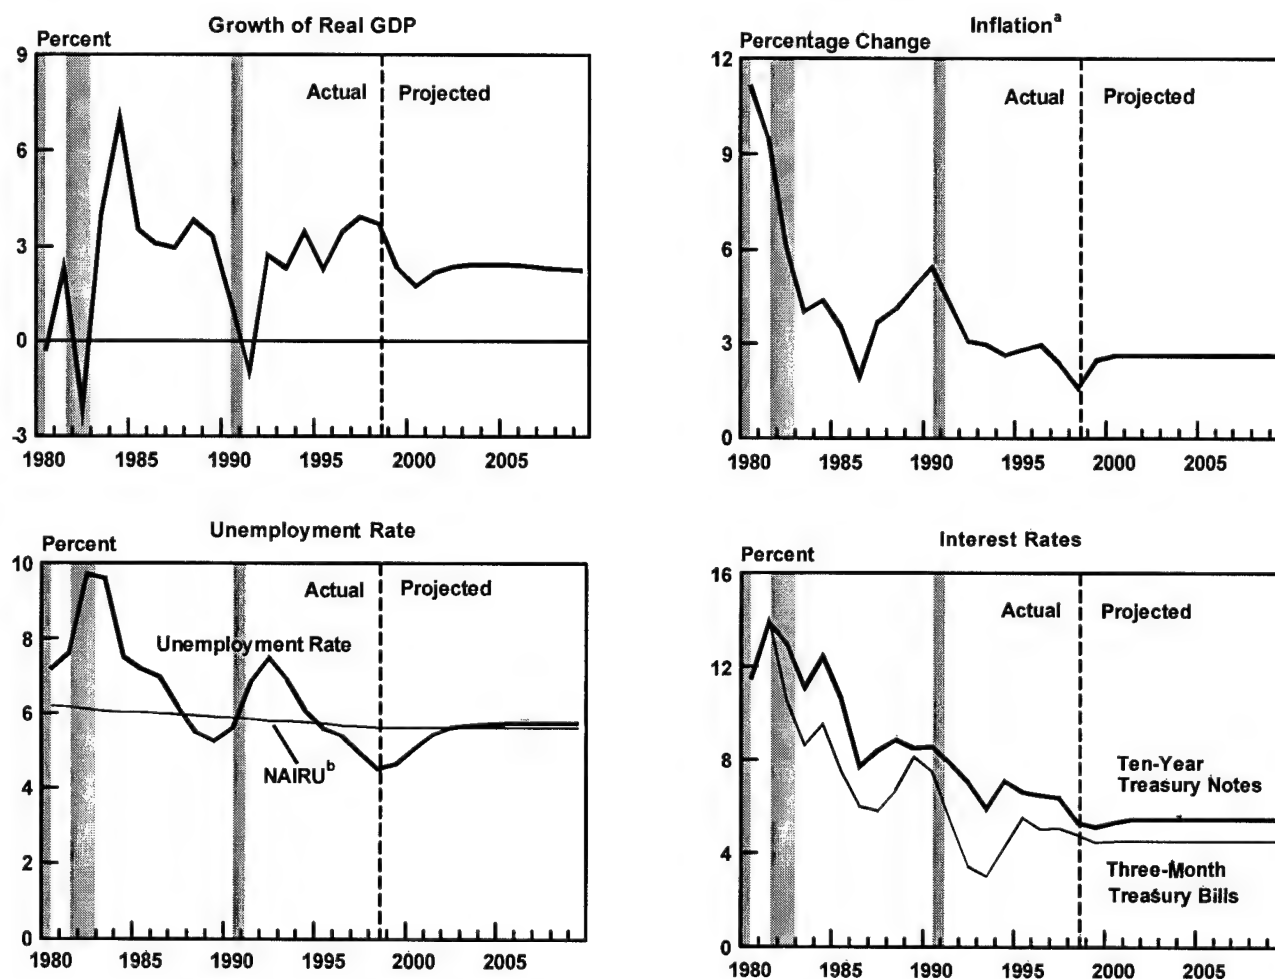 Growth of Real GDP
Percent
9
Actual Projected
6
3
0
-3
1980 1985 1990 1995 2000 2005
Inflationᵃ
Percentage Change
12
Actual Projected
9
6
3
0
1980 1985 1990 1995 2000 2005
Unemployment Rate
Percent
10
Actual Projected
8
Unemployment Rate
6
NAIRUᵇ
4
2
0
1980 1985 1990 1995 2000 2005
Interest Rates
Percent
16
Actual Projected
12
8
Ten-Year
Treasury Notes
4
Three-Month
Treasury Bills
0
1980 1985 1990 1995 2000 2005